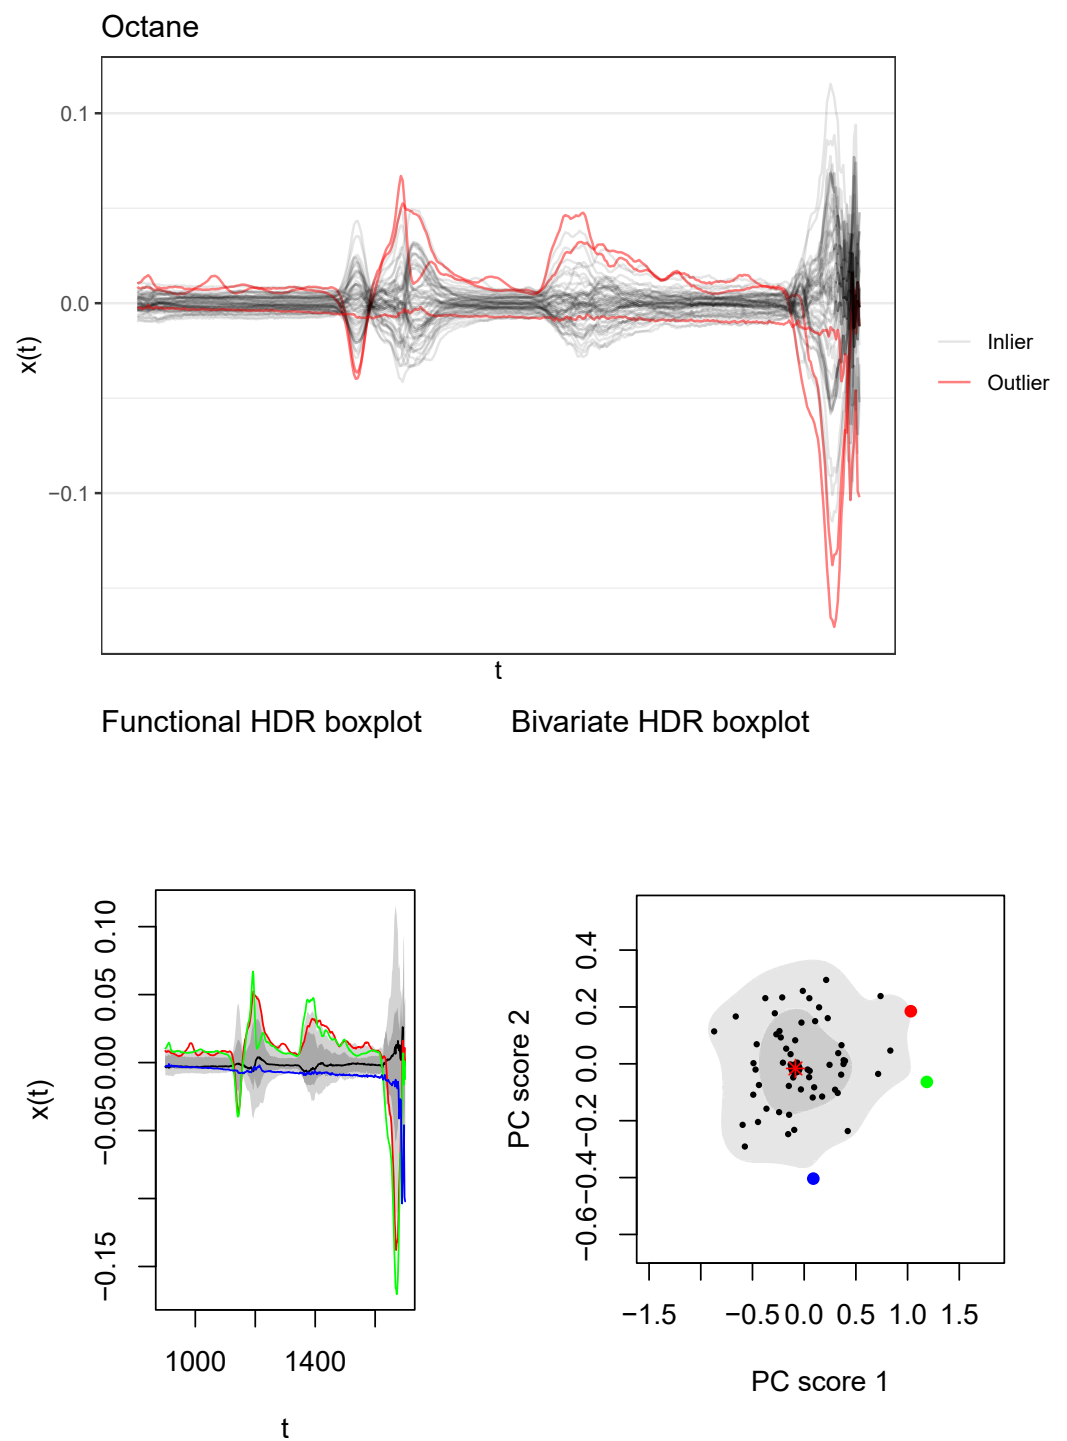 Octane
x(t)
0.1
0.0
−0.1
t
Inlier
Outlier
Functional HDR boxplot
Bivariate HDR boxplot
x(t)
−0.15 −0.05 0.00 0.05 0.10
1000 1400
t
PC score 2
−0.6 −0.4 −0.2 0.0 0.2 0.4
−1.5 −0.5 0.0 0.5 1.0 1.5
PC score 1